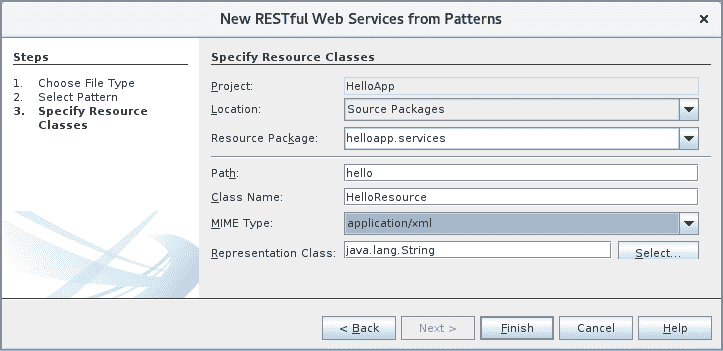 New RESTful Web Services from Patterns
×
Steps
1. Choose File Type
2. Select Pattern
3. Specify Resource
Classes
Specify Resource Classes
Project: HelloApp
Location: Source Packages
Resource Package: helloapp.services
Path: hello
Class Name: HelloResource
MIME Type: application/xml
Representation Class: java.lang.String Select...
< Back Next > Finish Cancel Help